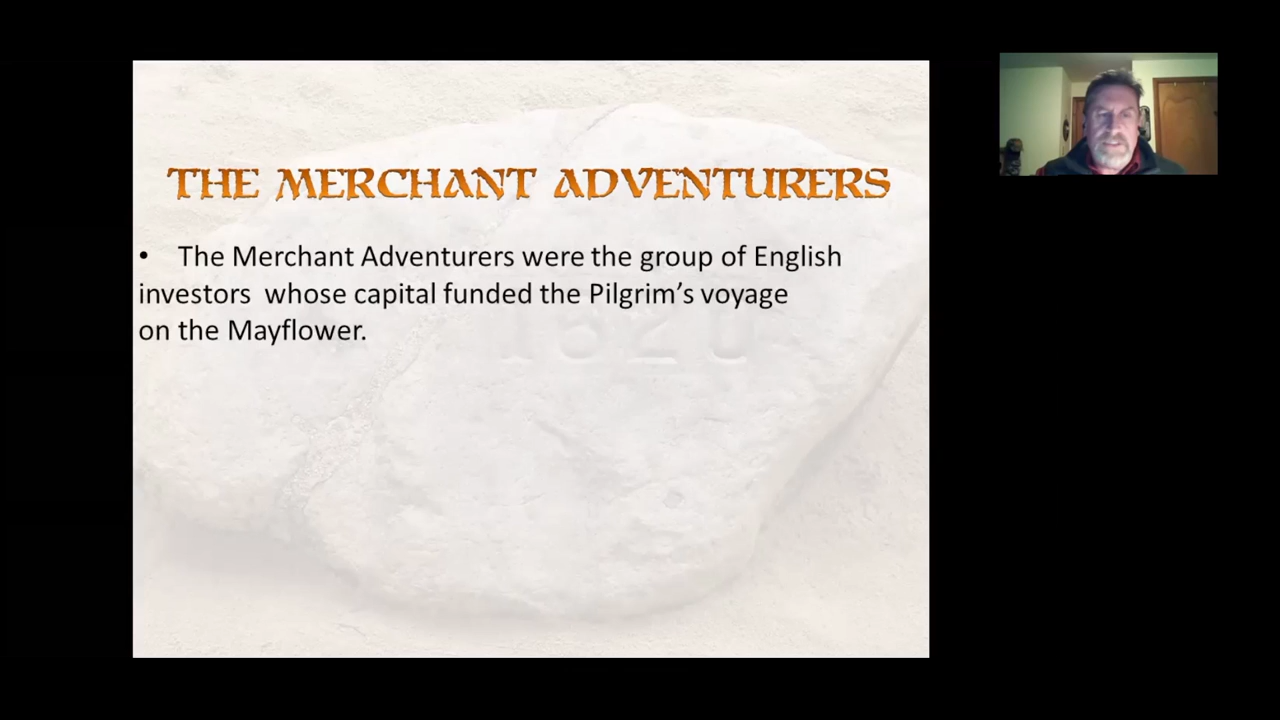 THE MERCHANT ADVENTURERS
• The Merchant Adventurers were the group of English
investors whose capital funded the Pilgrim's voyage
on the Mayflower.
1620